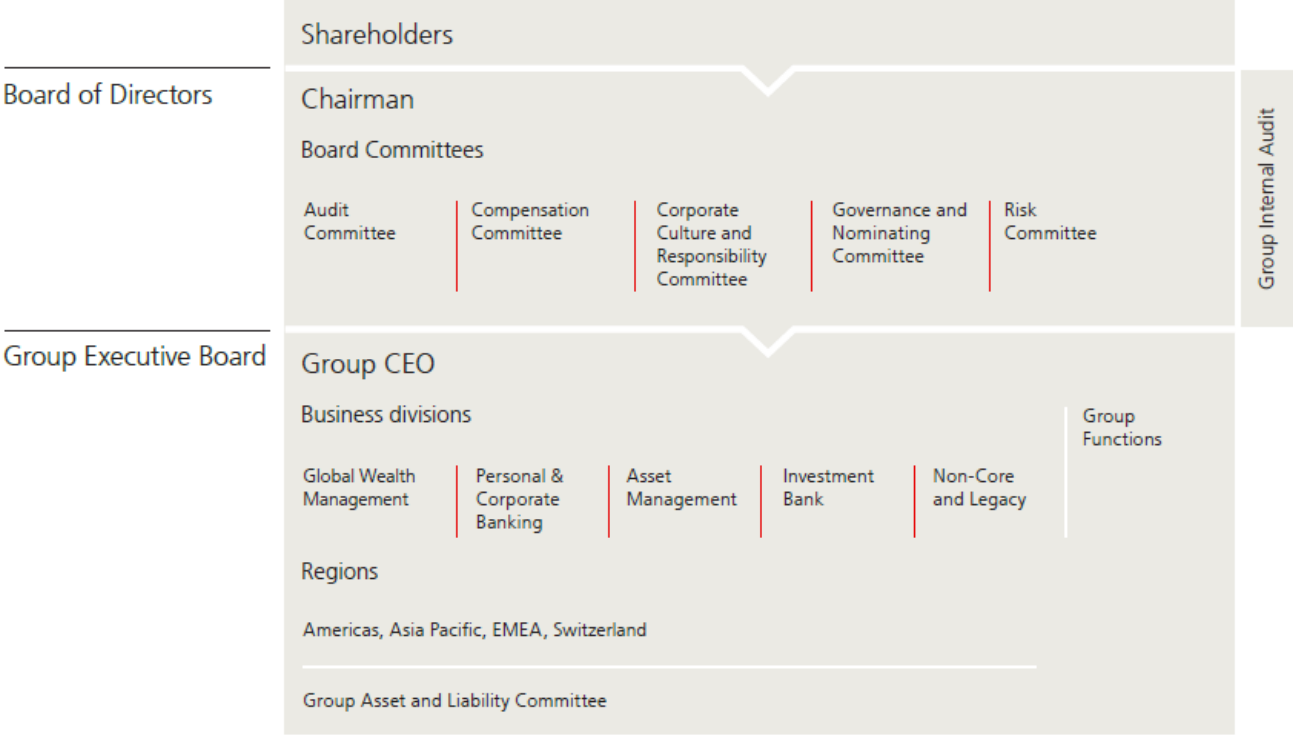 Shareholders
Board of Directors
Chairman
Board Committees
Audit
Committee
Compensation
Committee
Corporate
Culture and
Responsibility
Committee
Governance and
Nominating
Committee
Risk
Committee
Group Internal Audit
Group Executive Board
Group CEO
Business divisions
Global Wealth
Management
Personal &
Corporate
Banking
Asset
Management
Investment
Bank
Non-Core
and Legacy
Group
Functions
Regions
Americas, Asia Pacific, EMEA, Switzerland
Group Asset and Liability Committee